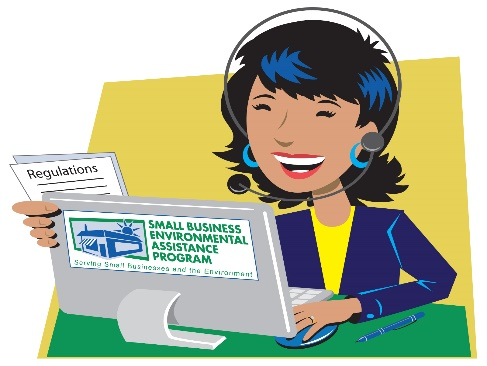 Regulations
SMALL BUSINESS
ENVIRONMENTAL
ASSISTANCE
PROGRAM
Serving Small Businesses and the Environment